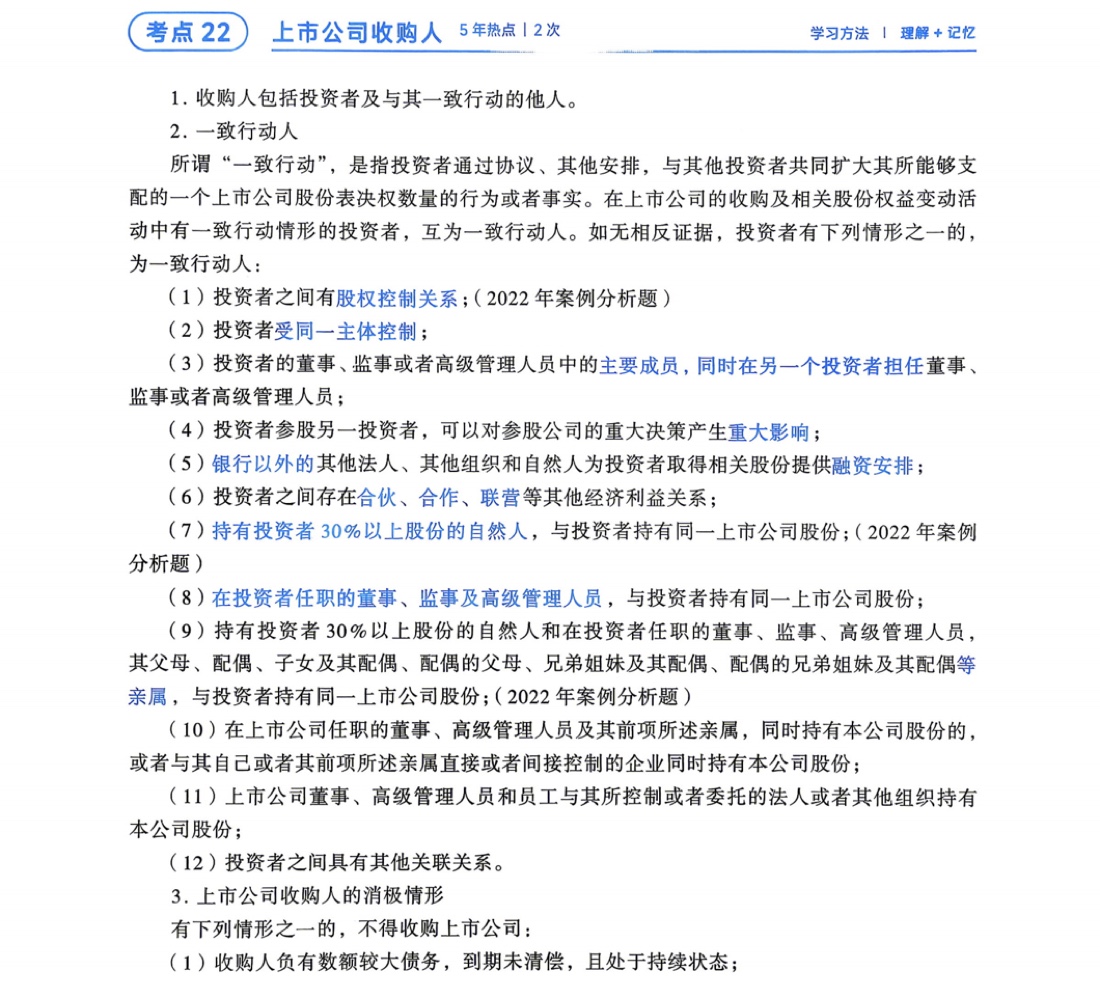 考点 22 上市公司收购人 5 年热点 | 2 次 学习方法 | 理解 + 记忆
1. 收购人包括投资者及与其一致行动的他人。
2. 一致行动人
所谓“一致行动”，是指投资者通过协议、其他安排，与其他投资者共同扩大其所能够支
配的一个上市公司股份表决权数量的行为或者事实。在上市公司的收购及相关股份权益变动活
动中有一致行动情形的投资者，互为一致行动人。如无相反证据，投资者有下列情形之一的，
为一致行动人：
（1）投资者之间有股权控制关系；（2022 年案例分析题）
（2）投资者受同一主体控制；
（3）投资者的董事、监事或者高级管理人员中的主要成员，同时在另一个投资者担任董事、
监事或者高级管理人员；
（4）投资者参股另一投资者，可以对参股公司的重大决策产生重大影响；
（5）银行以外的其他法人、其他组织和自然人为投资者取得相关股份提供融资安排；
（6）投资者之间存在合伙、合作、联营等其他经济利益关系；
（7）持有投资者 30%以上股份的自然人，与投资者持有同一上市公司股份；（2022 年案例
分析题）
（8）在投资者任职的董事、监事及高级管理人员，与投资者持有同一上市公司股份；
（9）持有投资者 30%以上股份的自然人和在投资者任职的董事、监事、高级管理人员，
其父母、配偶、子女及其配偶、配偶的父母、兄弟姐妹及其配偶、配偶的兄弟姐妹及其配偶等
亲属，与投资者持有同一上市公司股份；（2022 年案例分析题）
（10）在上市公司任职的董事、高级管理人员及其前项所述亲属，同时持有本公司股份的，
或者与其自己或者其前项所述亲属直接或者间接控制的企业同时持有本公司股份；
（11）上市公司董事、高级管理人员和员工与其所控制或者委托的法人或者其他组织持有
本公司股份；
（12）投资者之间具有其他关联关系。
3. 上市公司收购人的消极情形
有下列情形之一的，不得收购上市公司：
（1）收购人负有数额较大债务，到期未清偿，且处于持续状态；